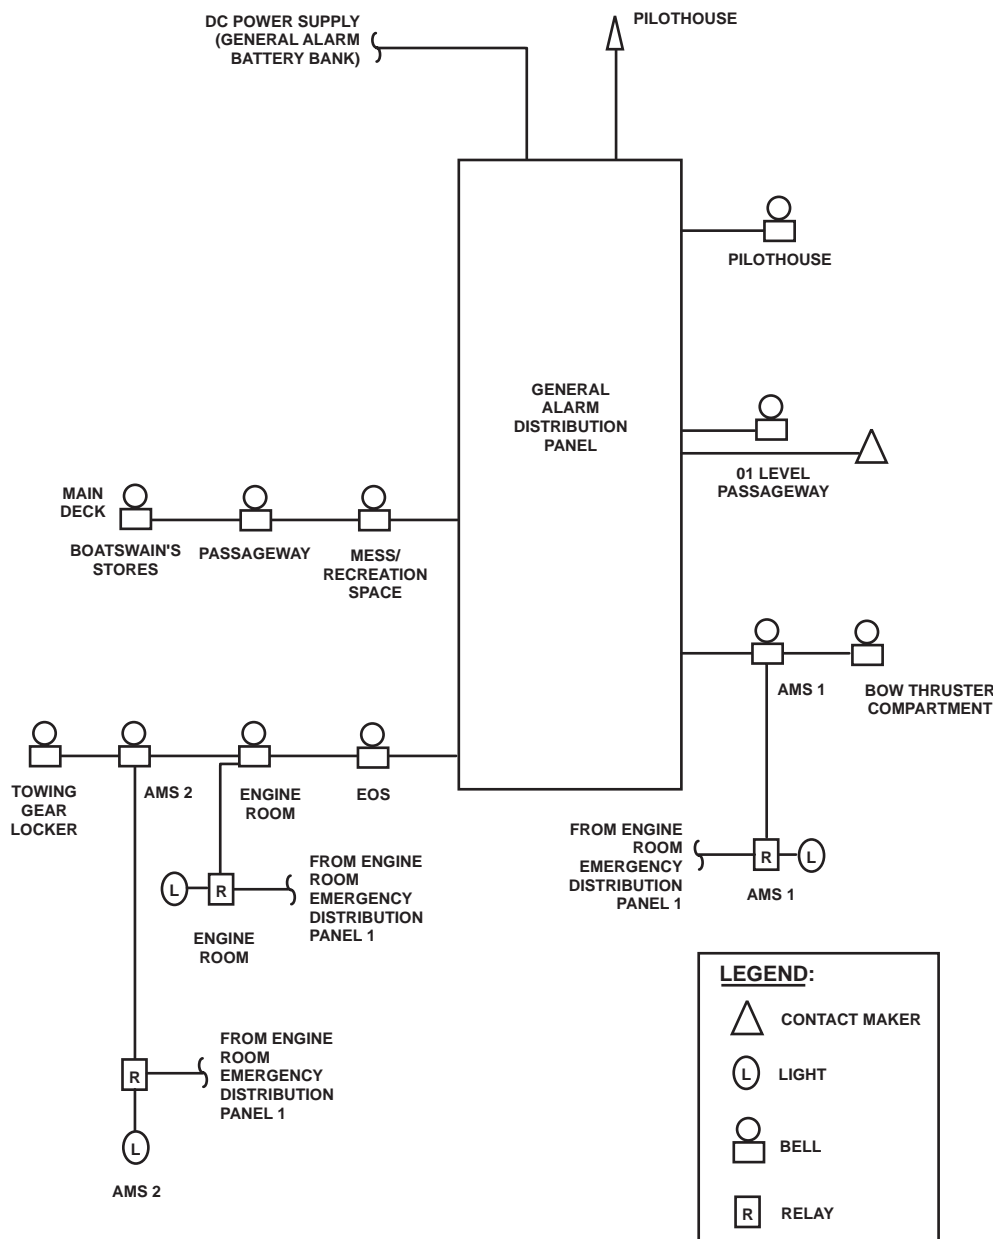 DC POWER SUPPLY
(GENERAL ALARM
BATTERY BANK)
PILOTHOUSE
PILOTHOUSE
GENERAL
ALARM
DISTRIBUTION
PANEL
01 LEVEL
PASSAGEWAY
MAIN
DECK
BOATSWAIN'S
STORES
PASSAGEWAY
MESS/
RECREATION
SPACE
AMS 1
BOW THRUSTER
COMPARTMENT
TOWING
GEAR
LOCKER
AMS 2
ENGINE
ROOM
EOS
FROM ENGINE
ROOM
EMERGENCY
DISTRIBUTION
PANEL 1
R
L
AMS 1
L
R
FROM ENGINE
ROOM
EMERGENCY
DISTRIBUTION
PANEL 1
ENGINE
ROOM
R
FROM ENGINE
ROOM
EMERGENCY
DISTRIBUTION
PANEL 1
L
AMS 2
LEGEND:
CONTACT MAKER
L
LIGHT
BELL
R
RELAY